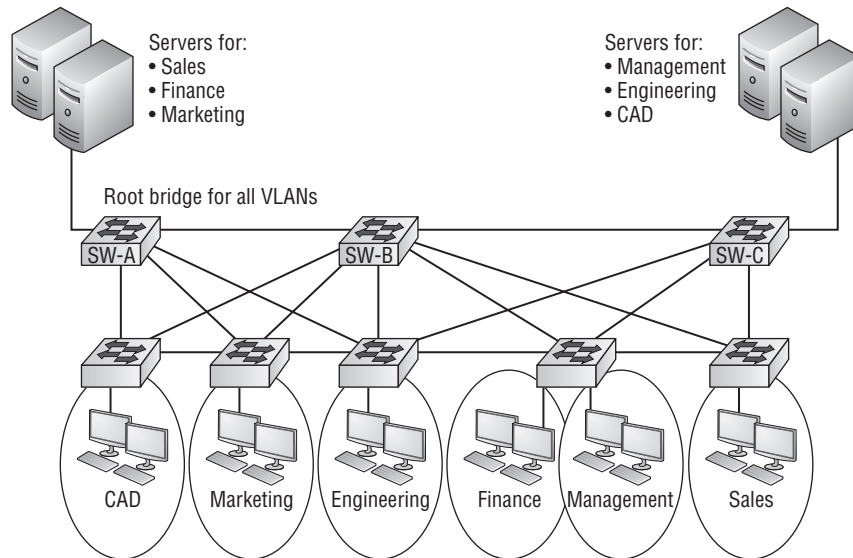 Servers for:
• Sales
• Finance
• Marketing
Servers for:
• Management
• Engineering
• CAD
Root bridge for all VLANs
SW-A
SW-B
SW-C
CAD
Marketing
Engineering
Finance
Management
Sales